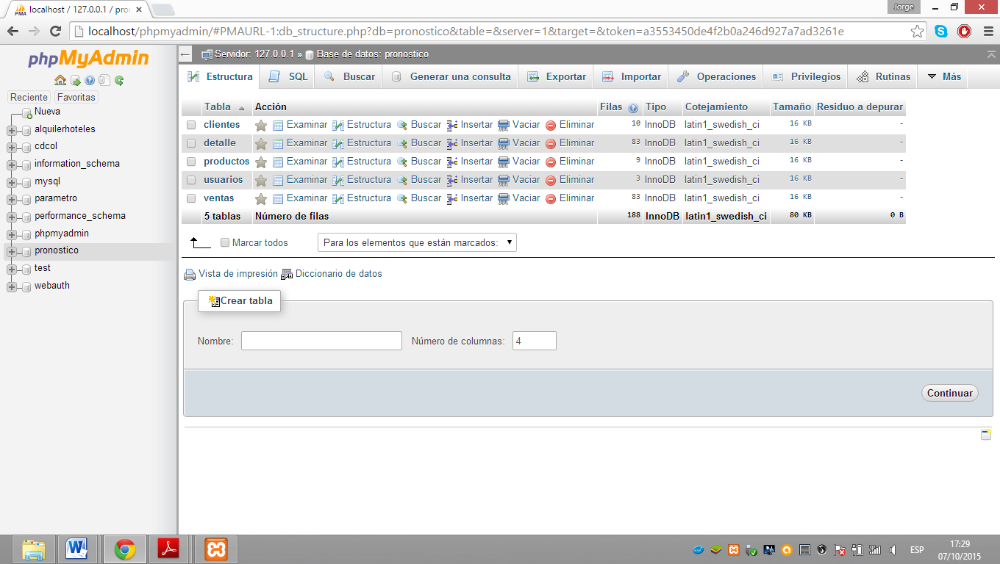 localhost / 127.0.0.1 / pro
Jorge
localhost/phpmyadmin/#PMAURL-1:db_structure.php?db=pronostico&table=&server=1&target=&token=a3553450de4f2b0a246d927a7ad3261e
phpMyAdmin
Reciente Favoritas
Nueva
alquilerhoteles
cdcol
information_schema
mysql
parametro
performance_schema
phpmyadmin
pronostico
test
webauth
Servidor: 127.0.0.1 » Base de datos: pronostico
Estructura SQL Buscar Generar una consulta Exportar Importar Operaciones Privilegios Rutinas Más
Tabla Acción Filas Tipo Cotejamiento Tamaño Residuo a depurar
clientes Examinar Estructura Buscar Insertar Vaciar Eliminar 10 InnoDB latin1_swedish_ci 16 KB -
detalle Examinar Estructura Buscar Insertar Vaciar Eliminar 83 InnoDB latin1_swedish_ci 16 KB -
productos Examinar Estructura Buscar Insertar Vaciar Eliminar 9 InnoDB latin1_swedish_ci 16 KB -
usuarios Examinar Estructura Buscar Insertar Vaciar Eliminar 3 InnoDB latin1_swedish_ci 16 KB -
ventas Examinar Estructura Buscar Insertar Vaciar Eliminar 83 InnoDB latin1_swedish_ci 16 KB -
5 tablas Número de filas 188 InnoDB latin1_swedish_ci 80 KB 0 B
Marcar todos Para los elementos que están marcados:
Vista de impresión Diccionario de datos
Crear tabla
Nombre: Número de columnas: 4
Continuar
ESP
17:29
07/10/2015